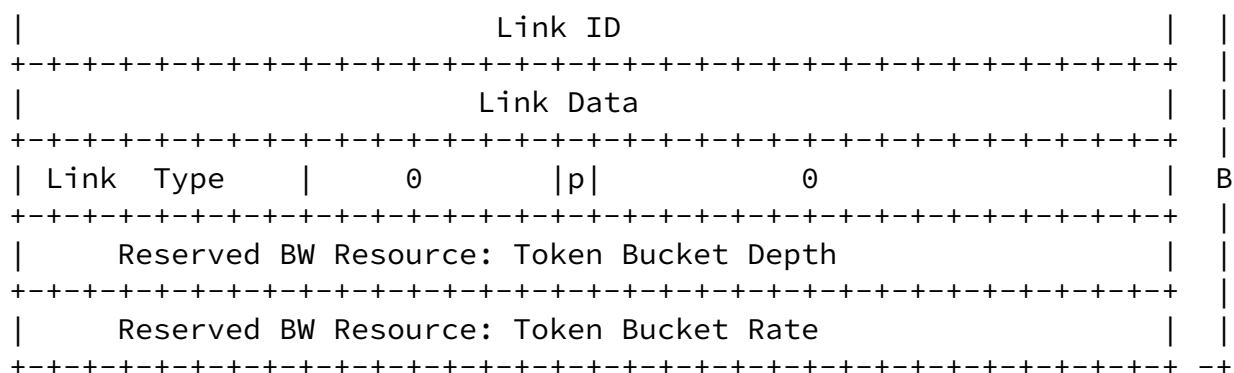 |                           Link ID                             |  |
+-+-+-+-+-+-+-+-+-+-+-+-+-+-+-+-+-+-+-+-+-+-+-+-+-+-+-+-+-+-+-+-+  |
|                          Link Data                            |  |
+-+-+-+-+-+-+-+-+-+-+-+-+-+-+-+-+-+-+-+-+-+-+-+-+-+-+-+-+-+-+-+-+  |
| Link  Type    |     0       |p|           0                   |  B
+-+-+-+-+-+-+-+-+-+-+-+-+-+-+-+-+-+-+-+-+-+-+-+-+-+-+-+-+-+-+-+-+  |
|     Reserved BW Resource: Token Bucket Depth                  |  |
+-+-+-+-+-+-+-+-+-+-+-+-+-+-+-+-+-+-+-+-+-+-+-+-+-+-+-+-+-+-+-+-+  |
|     Reserved BW Resource: Token Bucket Rate                   |  |
+-+-+-+-+-+-+-+-+-+-+-+-+-+-+-+-+-+-+-+-+-+-+-+-+-+-+-+-+-+-+-+-+ -+